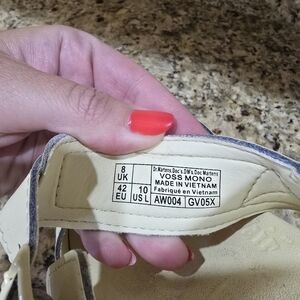 8 UK
42 EU
10 US L
Dr.Martens.Doc's.DM's.Doc Martens
VOSS MONO
MADE IN VIETNAM
Fabriqué en Vietnam
AW004 GV05X